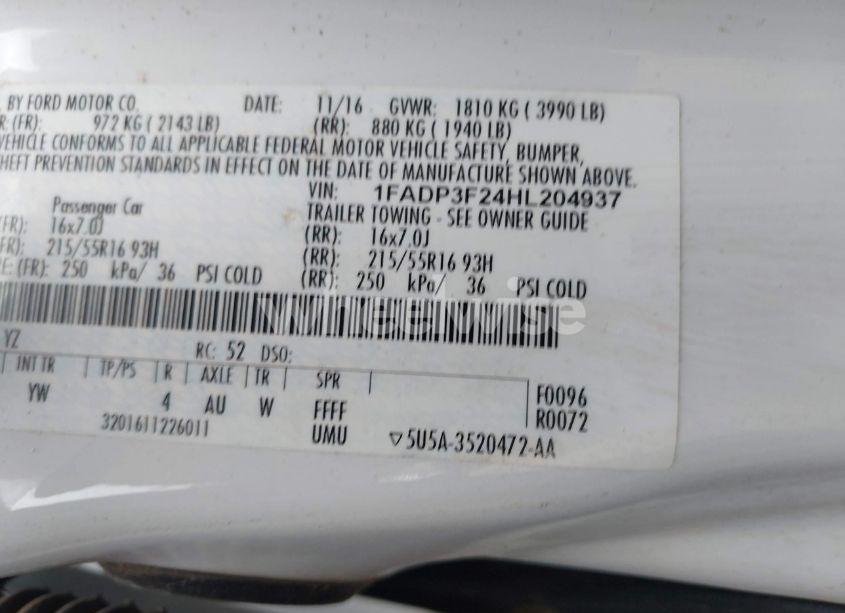 BY FORD MOTOR CO. DATE: 11/16 GVWR: 1810 KG ( 3990 LB)
(FR): 972 KG ( 2143 LB) (RR): 880 KG ( 1940 LB)
VEHICLE CONFORMS TO ALL APPLICABLE FEDERAL MOTOR VEHICLE SAFETY, BUMPER,
HEFT PREVENTION STANDARDS IN EFFECT ON THE DATE OF MANUFACTURE SHOWN ABOVE.
VIN: 1FADP3F24HL204937
Passenger Car TRAILER TOWING - SEE OWNER GUIDE
FR): 16x7.0J (RR): 16x7.0J
FR): 215/55R16 93H (RR): 215/55R16 93H
E:(FR): 250 kPa/ 36 PSI COLD (RR): 250 kPa/ 36 PSI COLD
wheelwise
YZ RC: 52 DSO:
INT TR TP/PS R AXLE TR SPR F0096
YW 4 AU W FFFF R0072
3201611226011 UMU ▽5U5A-3520472-AA